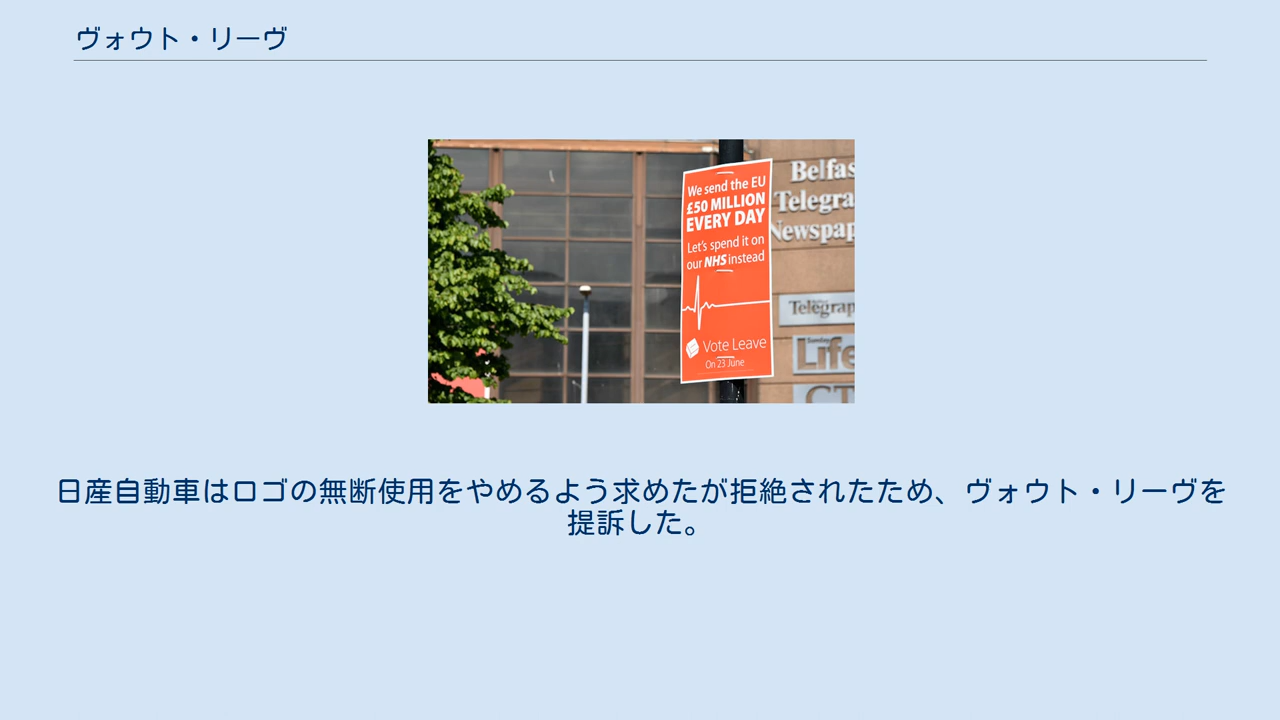 ヴォウト・リーヴ
We send the EU
£50 MILLION
EVERY DAY
Let's spend it on
our NHS instead
Vote Leave
On 23 June
Belfas
Telegra
Newspap
Telegrap
Sunday
Life
日産自動車はロゴの無断使用をやめるよう求めたが拒絶されたため、ヴォウト・リーヴを
提訴した。